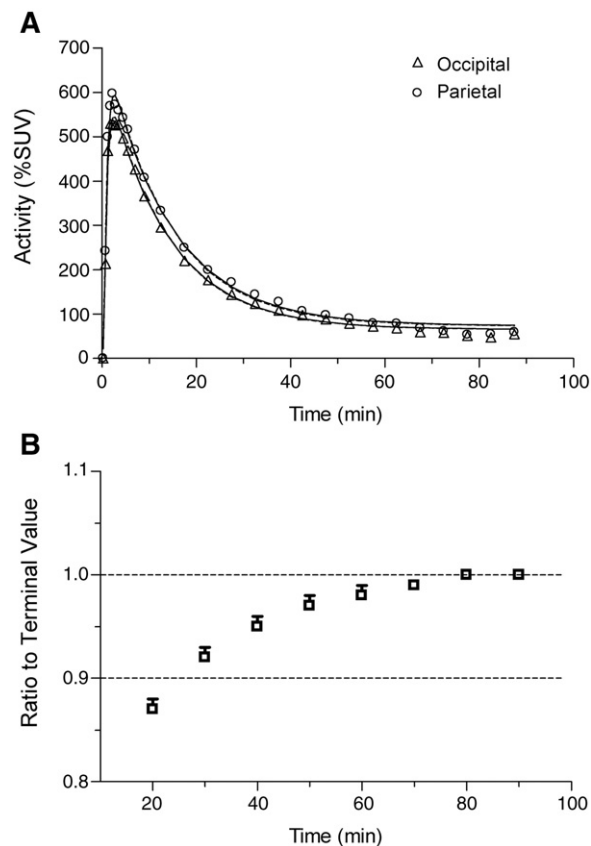 A
Activity (%SUV)
700
600
500
400
300
200
100
0
Occipital
Parietal
0 20 40 60 80 100
Time (min)
B
Ratio to Terminal Value
1.1
1.0
0.9
0.8
20 40 60 80 100
Time (min)